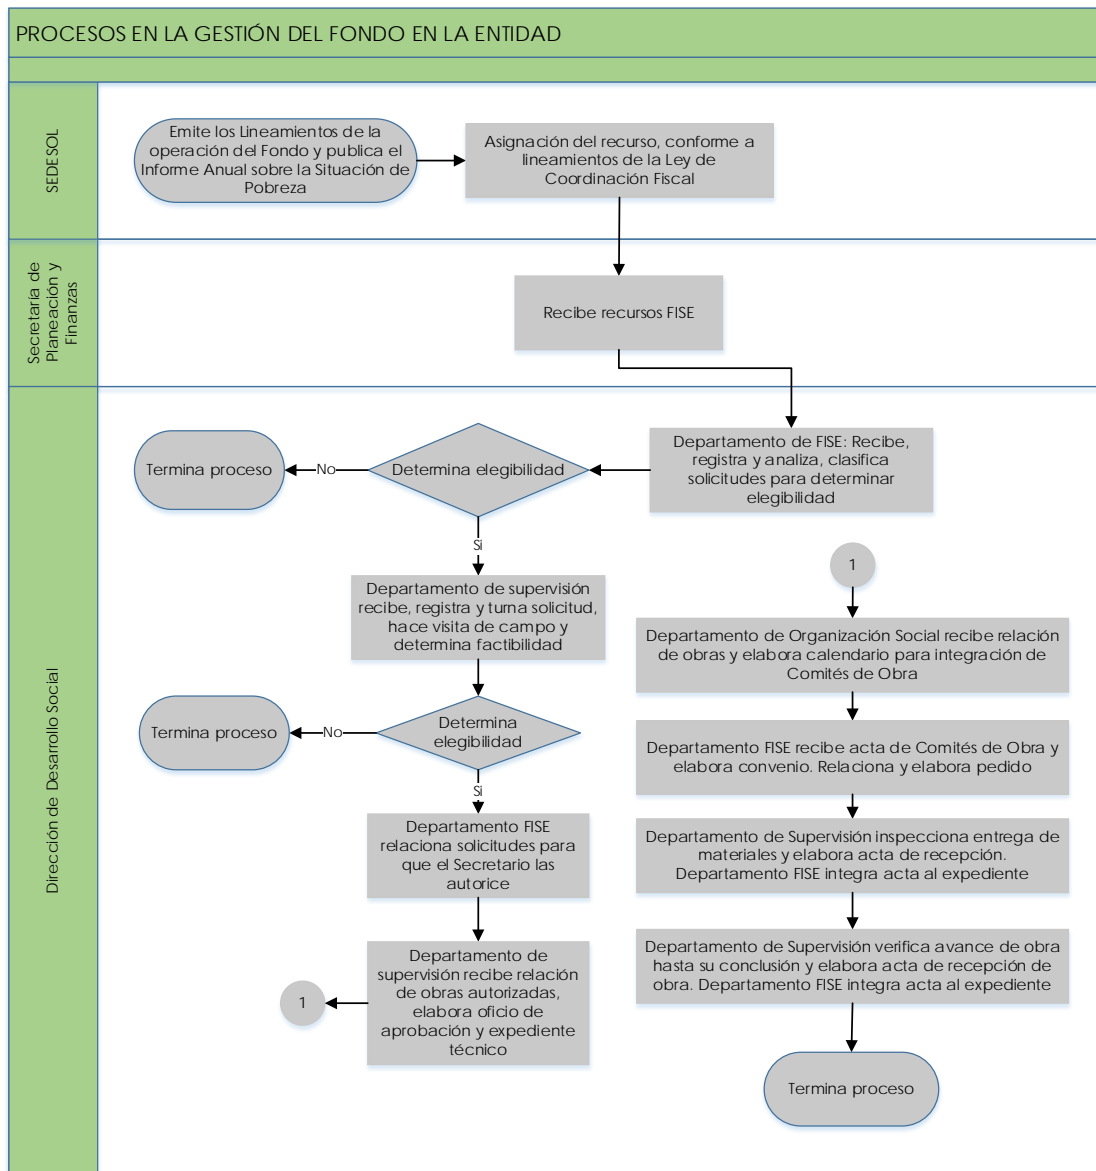 PROCESOS EN LA GESTIÓN DEL FONDO EN LA ENTIDAD
SEDESOL
Emite los Lineamientos de la
operación del Fondo y publica el
Informe Anual sobre la Situación de
Pobreza
Asignación del recurso, conforme a
lineamientos de la Ley de
Coordinación Fiscal
Secretaría de
Planeación y
Finanzas
Recibe recursos FISE
Dirección de Desarrollo Social
Departamento de FISE: Recibe,
registra y analiza, clasifica
solicitudes para determinar
elegibilidad
Determina elegibilidad
No
Termina proceso
Si
Departamento de supervisión
recibe, registra y turna solicitud,
hace visita de campo y
determina factibilidad
Determina
elegibilidad
No
Termina proceso
Si
Departamento FISE
relaciona solicitudes para
que el Secretario las
autorice
Departamento de
supervisión recibe relación
de obras autorizadas,
elabora oficio de
aprobación y expediente
técnico
1
1
Departamento de Organización Social recibe relación
de obras y elabora calendario para integración de
Comités de Obra
Departamento FISE recibe acta de Comités de Obra y
elabora convenio. Relaciona y elabora pedido
Departamento de Supervisión inspecciona entrega de
materiales y elabora acta de recepción.
Departamento FISE integra acta al expediente
Departamento de Supervisión verifica avance de obra
hasta su conclusión y elabora acta de recepción de
obra. Departamento FISE integra acta al expediente
Termina proceso